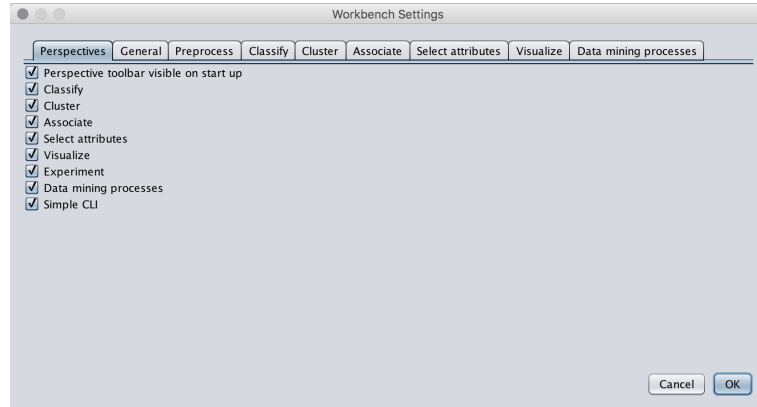 Workbench Settings
Perspectives General Preprocess Classify Cluster Associate Select attributes Visualize Data mining processes
Perspective toolbar visible on start up
Classify
Cluster
Associate
Select attributes
Visualize
Experiment
Data mining processes
Simple CLI
Cancel OK